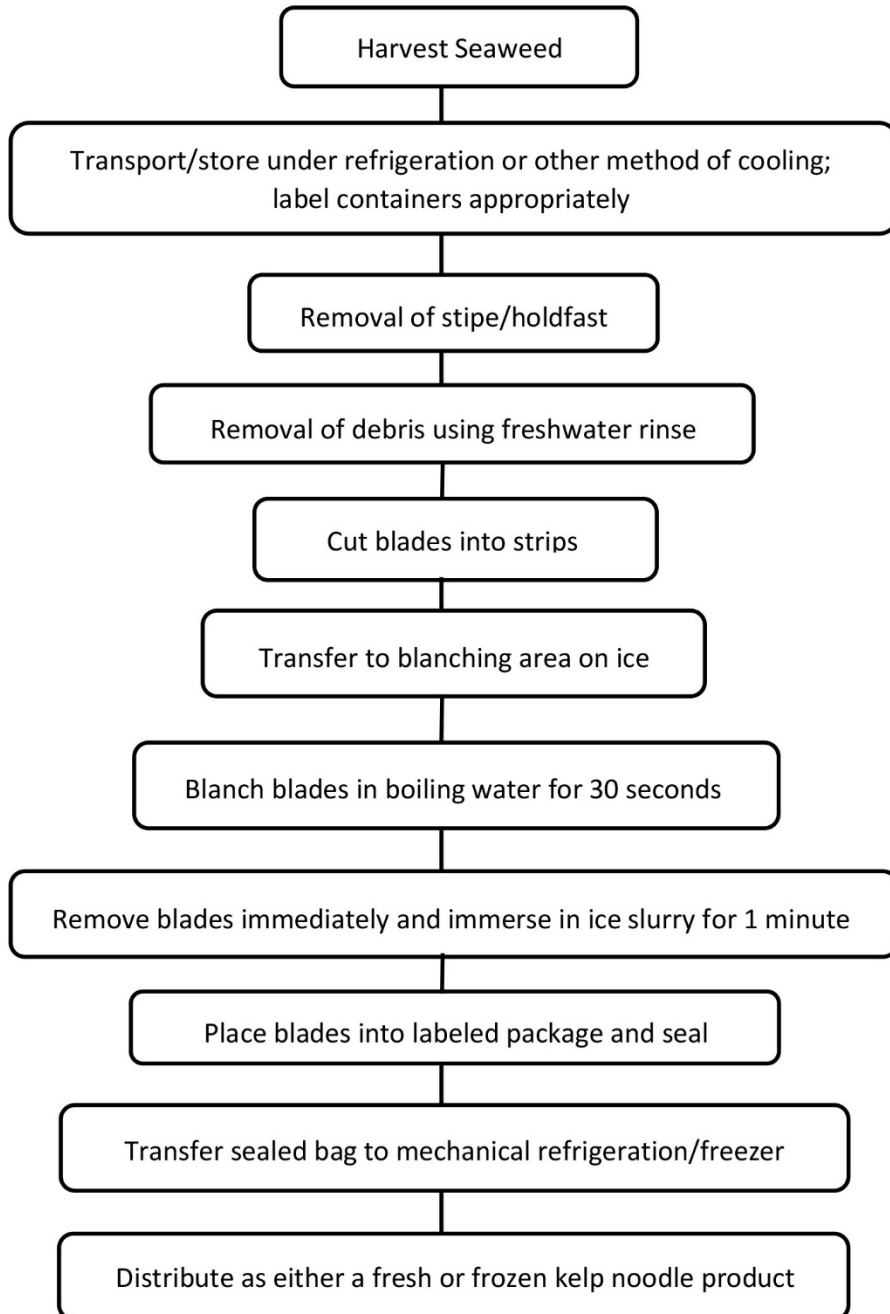 Harvest Seaweed
Transport/store under refrigeration or other method of cooling;
label containers appropriately
Removal of stipe/holdfast
Removal of debris using freshwater rinse
Cut blades into strips
Transfer to blanching area on ice
Blanch blades in boiling water for 30 seconds
Remove blades immediately and immerse in ice slurry for 1 minute
Place blades into labeled package and seal
Transfer sealed bag to mechanical refrigeration/freezer
Distribute as either a fresh or frozen kelp noodle product